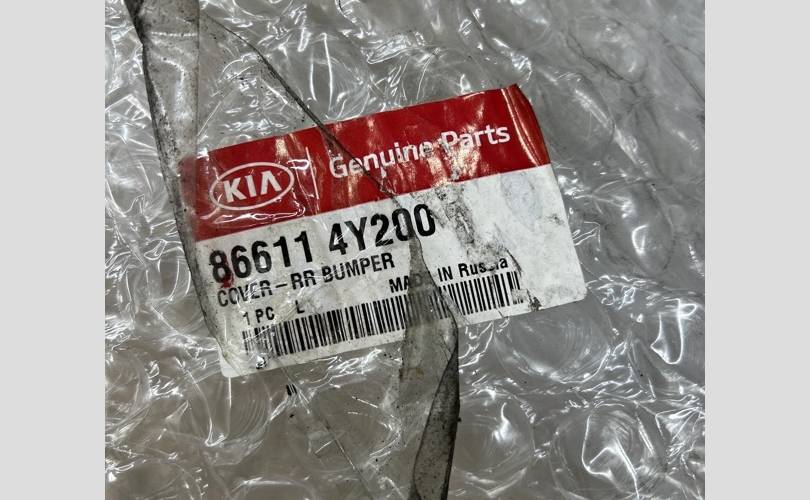 KIA Genuine Parts
86611 4Y200
COVER-RR BUMPER
MADE IN Russia
1 PC L